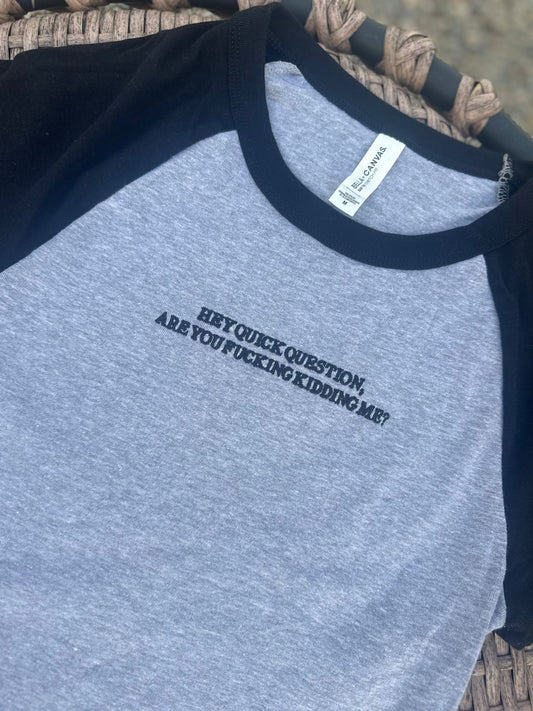 BELLA+CANVAS.
M
HEY QUICK QUESTION,
ARE YOU FUCKING KIDDING ME?